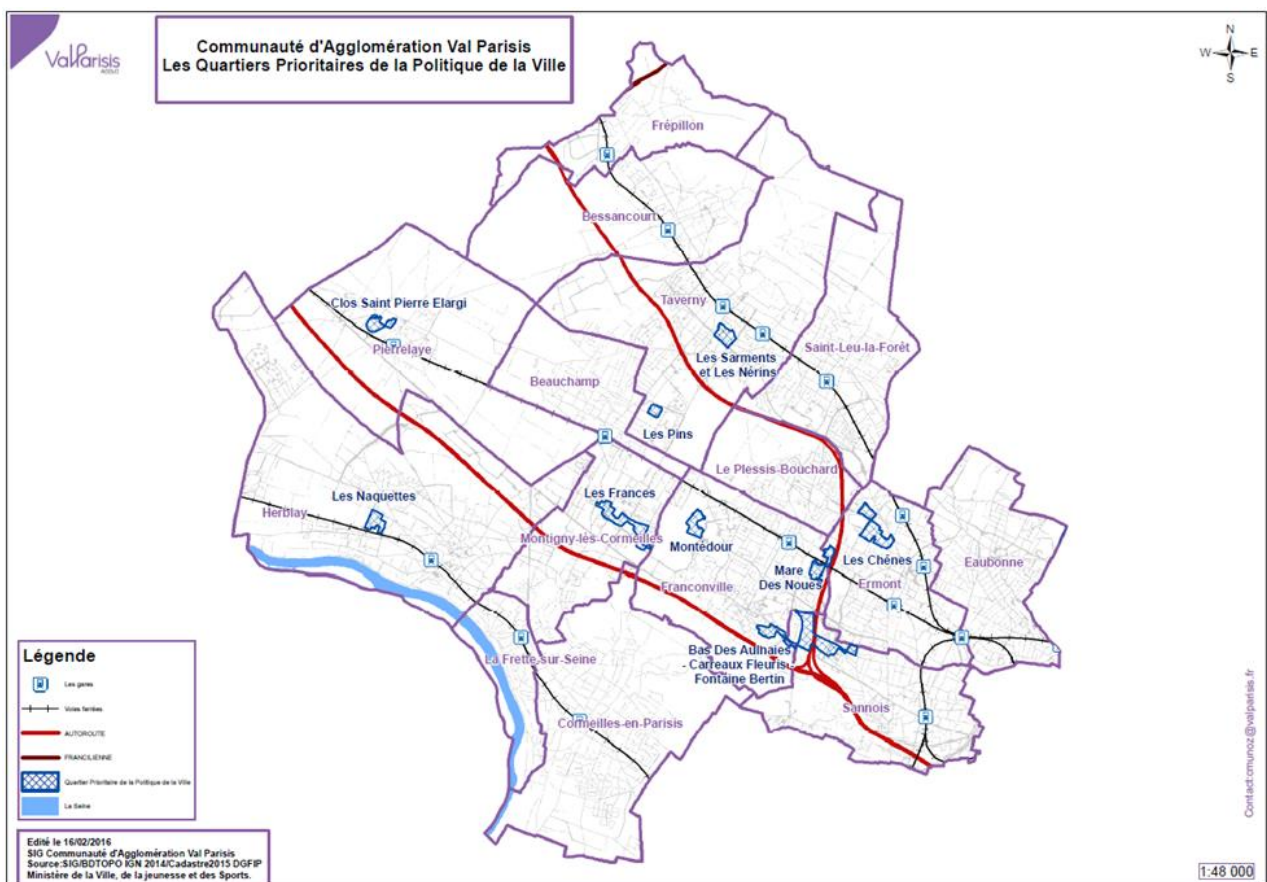 ValParisis
AGGLO
Communauté d'Agglomération Val Parisis
Les Quartiers Prioritaires de la Politique de la Ville
N
W
E
S
Frépillon
Bessancourt
Clos Saint Pierre Elargi
Taverny
Pierrelaye
Saint-Leu-la-Forêt
Les Sarments
et Les Nérins
Beauchamp
Les Pins
Le Plessis-Bouchard
Les Naquettes
Les Frances
Herblay
Montigny-lès-Cormeilles
Montédour
Les Chênes
Eaubonne
Mare
Des Noues
Ermont
Franconville
Bas Des Aulnaies
- Carreaux Fleuris -
Fontaine Bertin
La Frette-sur-Seine
Sannois
Cormeilles-en-Parisis
Légende
Les gares
Voies ferrées
AUTOROUTE
FRANCILIENNE
Quartier Prioritaire de la Politique de la Ville
La Seine
Edité le 16/02/2016
SIG Communauté d'Agglomération Val Parisis
Source:SIG/BDTOPO IGN 2014/Cadastre2015 DGFIP
Ministère de la Ville, de la jeunesse et des Sports.
Contact:cmunoz@valparisis.fr
1:48 000